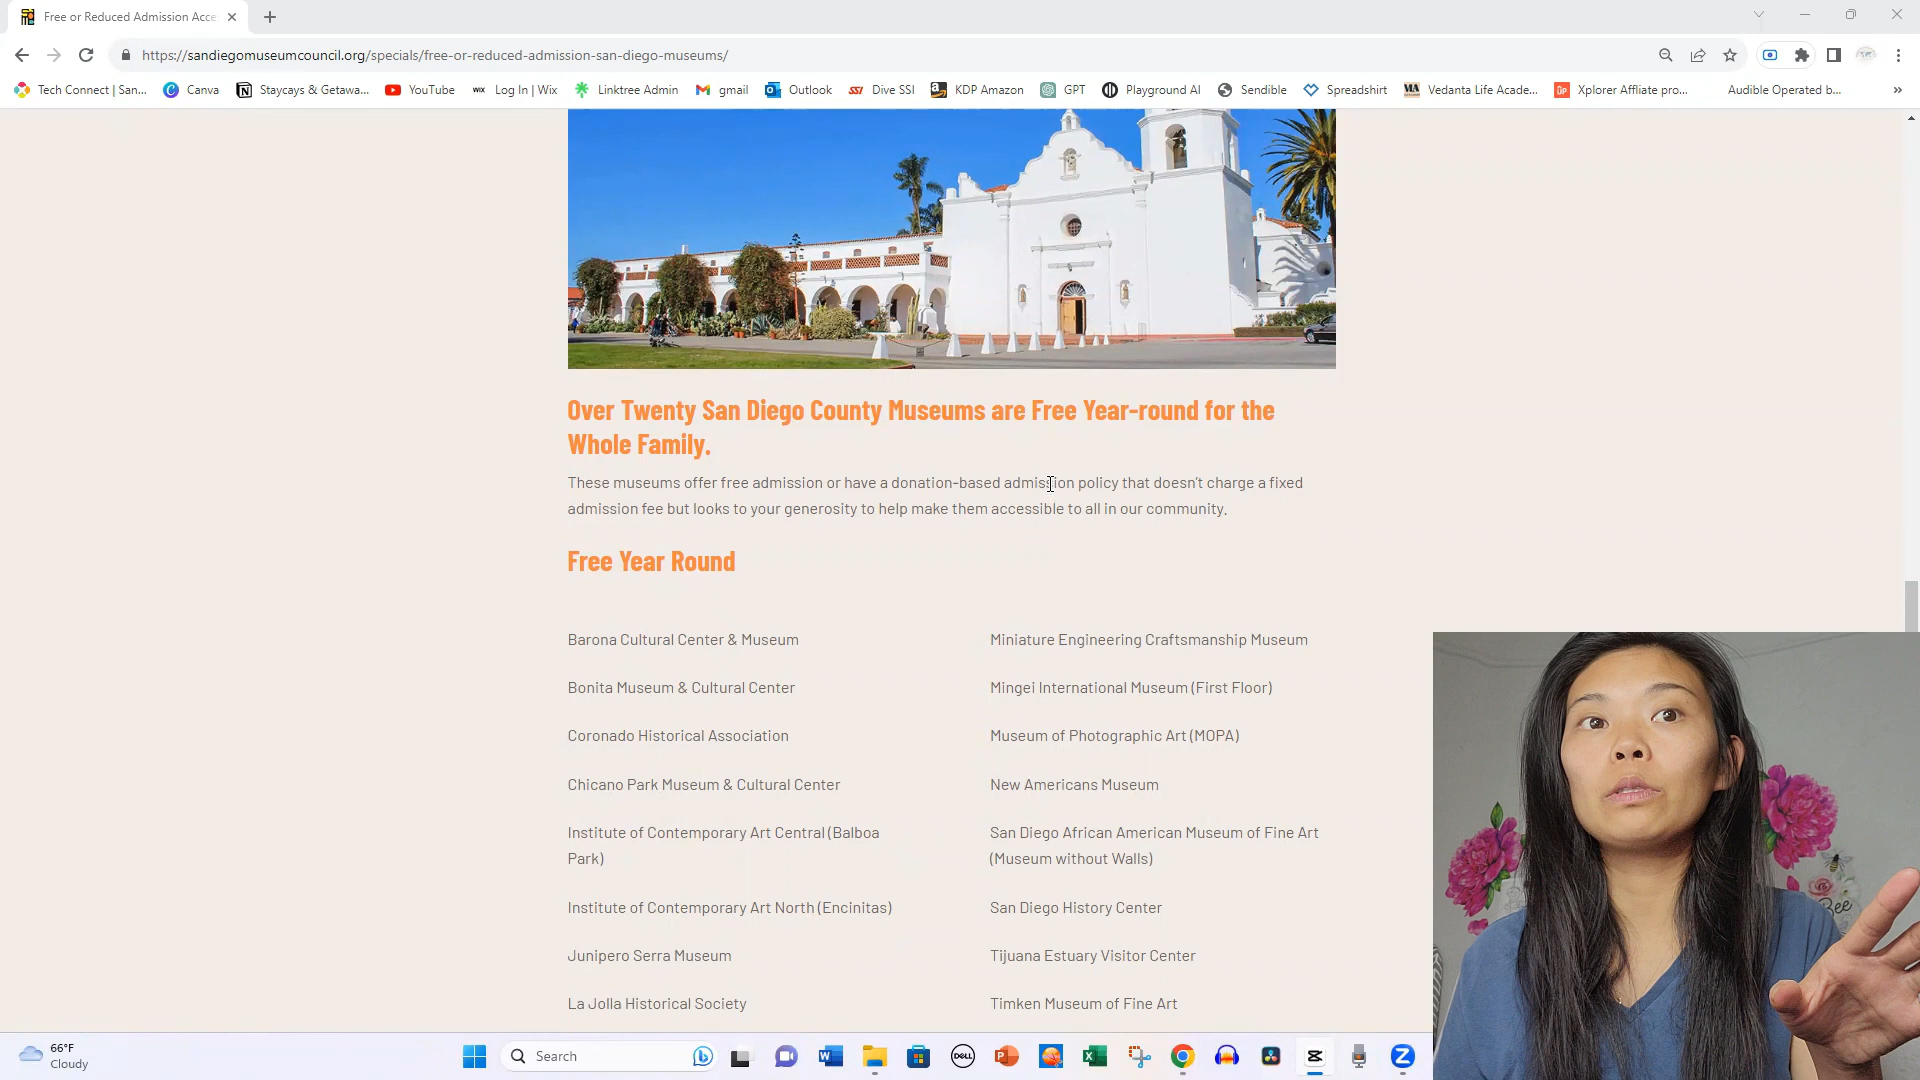 Free or Reduced Admission Acce
https://sandiegomuseumcouncil.org/specials/free-or-reduced-admission-san-diego-museums/
Tech Connect | San...
Canva
Staycays & Getawa...
YouTube
WIX
Log In | Wix
Linktree Admin
gmail
Outlook
SSI
Dive SSI
KDP Amazon
GPT
Playground AI
Sendible
Spreadshirt
Vedanta Life Acade...
Xplorer Affliate pro...
Audible Operated b...
»
Over Twenty San Diego County Museums are Free Year-round for the
Whole Family.
These museums offer free admission or have a donation-based admission policy that doesn't charge a fixed
admission fee but looks to your generosity to help make them accessible to all in our community.
Free Year Round
Barona Cultural Center & Museum
Bonita Museum & Cultural Center
Coronado Historical Association
Chicano Park Museum & Cultural Center
Institute of Contemporary Art Central (Balboa
Park)
Institute of Contemporary Art North (Encinitas)
Junipero Serra Museum
La Jolla Historical Society
Miniature Engineering Craftsmanship Museum
Mingei International Museum (First Floor)
Museum of Photographic Art (MOPA)
New Americans Museum
San Diego African American Museum of Fine Art
(Museum without Walls)
San Diego History Center
Tijuana Estuary Visitor Center
Timken Museum of Fine Art
Bee
66°F
Cloudy
Search
DELL